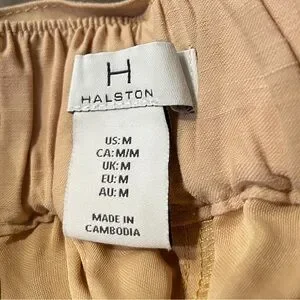 H
HALSTON
US: M
CA: M/M
UK: M
EU: M
AU: M
MADE IN
CAMBODIA